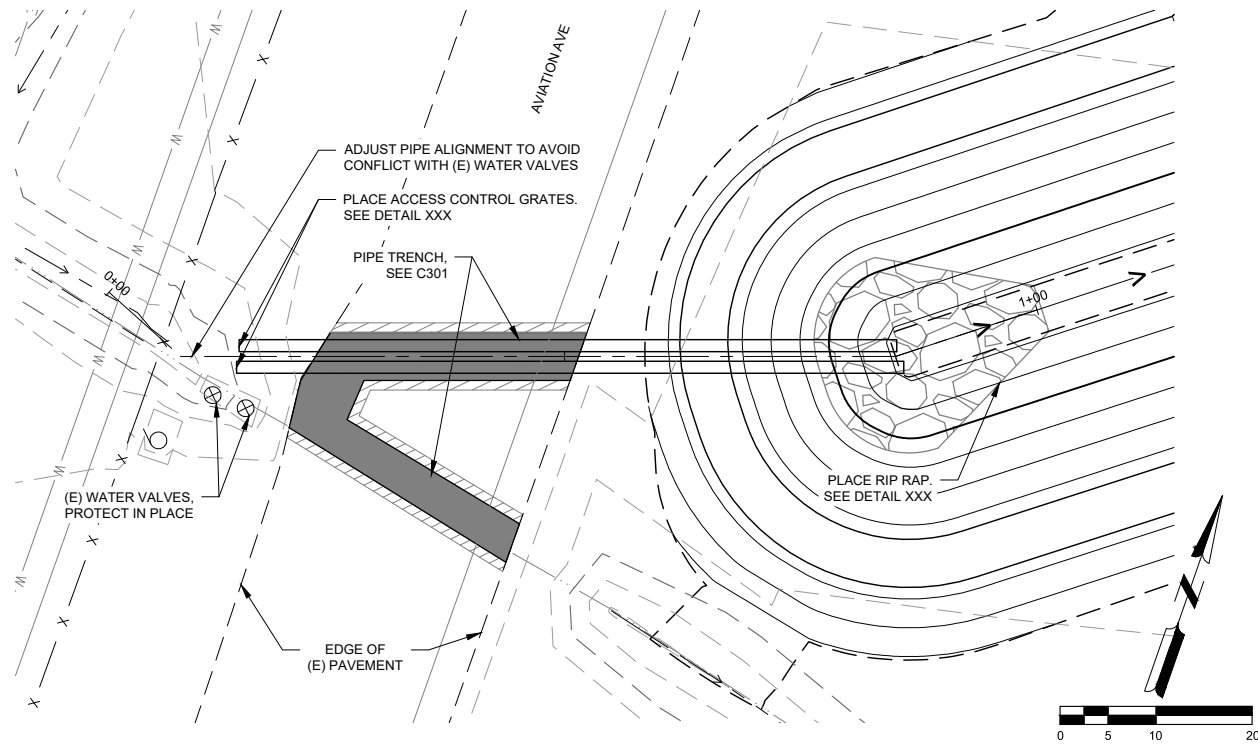 AVIATION AVE
ADJUST PIPE ALIGNMENT TO AVOID
CONFLICT WITH (E) WATER VALVES
PLACE ACCESS CONTROL GRATES.
SEE DETAIL XXX
PIPE TRENCH,
SEE C301
0+00
1+00
(E) WATER VALVES,
PROTECT IN PLACE
PLACE RIP RAP.
SEE DETAIL XXX
EDGE OF
(E) PAVEMENT
W
W
W
W
W
W
X
X
X
X
X
X
X
X
0 5 10 20